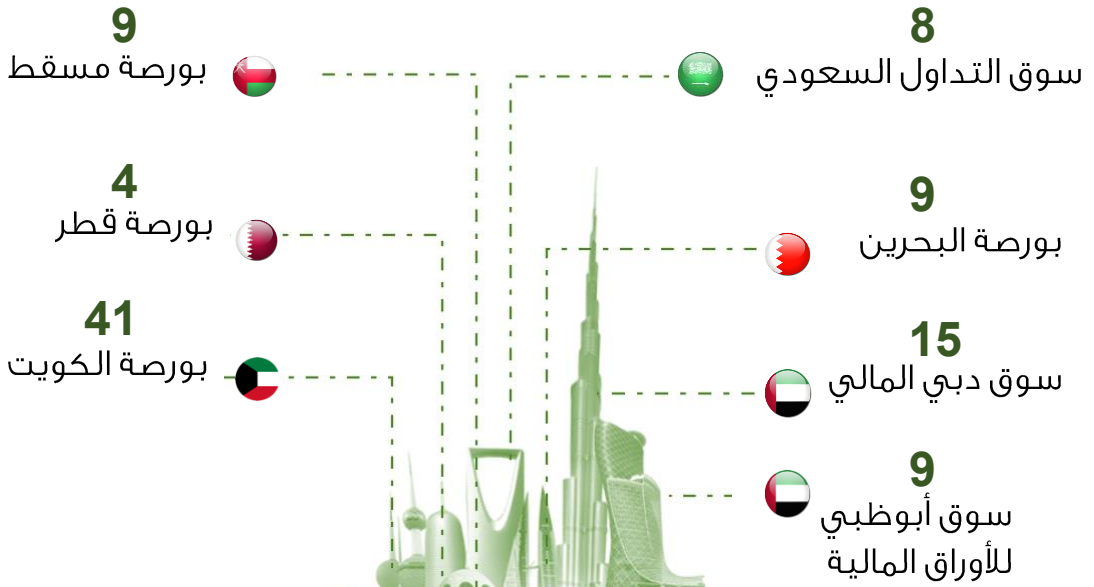 8
سوق التداول السعودي
9
بورصة البحرين
15
سوق دبي المالي
9
سوق أبوظبي
للأوراق المالية
9
بورصة مسقط
4
بورصة قطر
41
بورصة الكويت